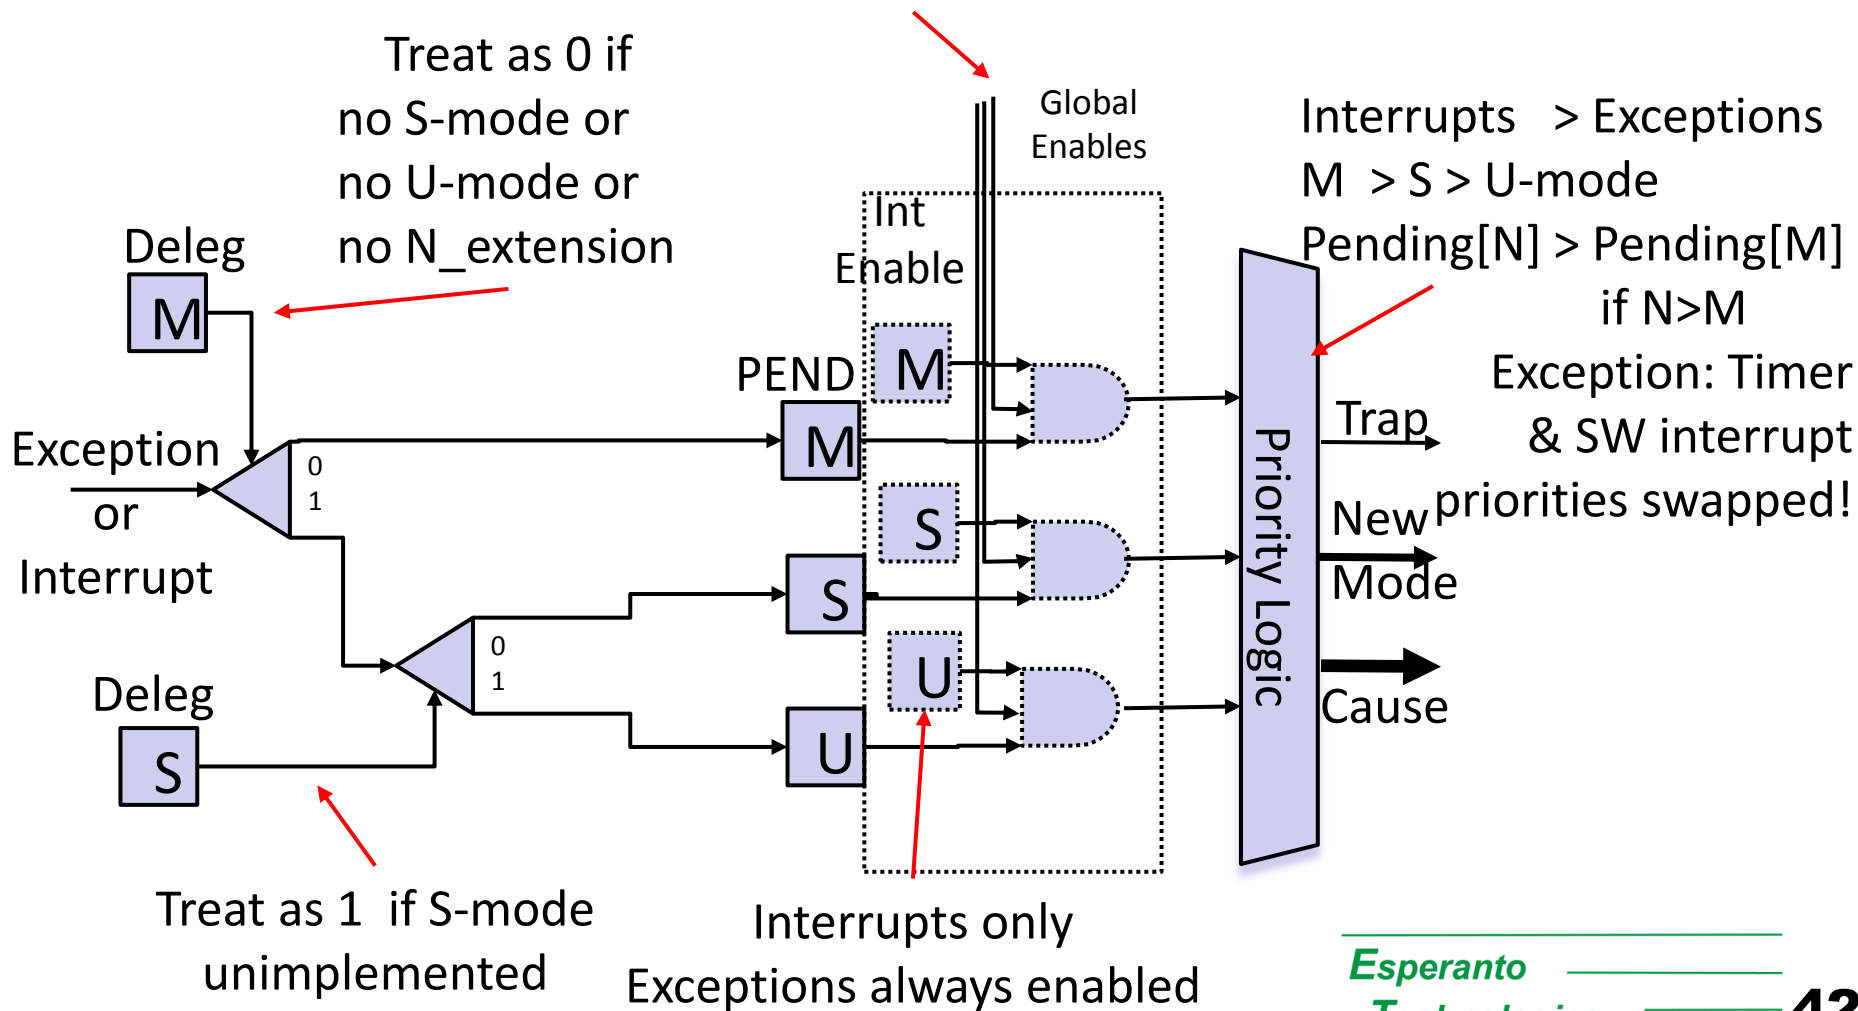 Treat as 0 if
no S-mode or
no U-mode or
no N_extension
Global
Enables
Interrupts > Exceptions
M > S > U-mode
Pending[N] > Pending[M]
if N>M
Exception: Timer
& SW interrupt
priorities swapped!
Deleg
M
Int
Enable
M
PEND
M
Exception
or
Interrupt
0
1
S
S
0
1
U
U
Deleg
S
Priority Logic
Trap
New
Mode
Cause
Treat as 1 if S-mode
unimplemented
Interrupts only
Exceptions always enabled
Esperanto